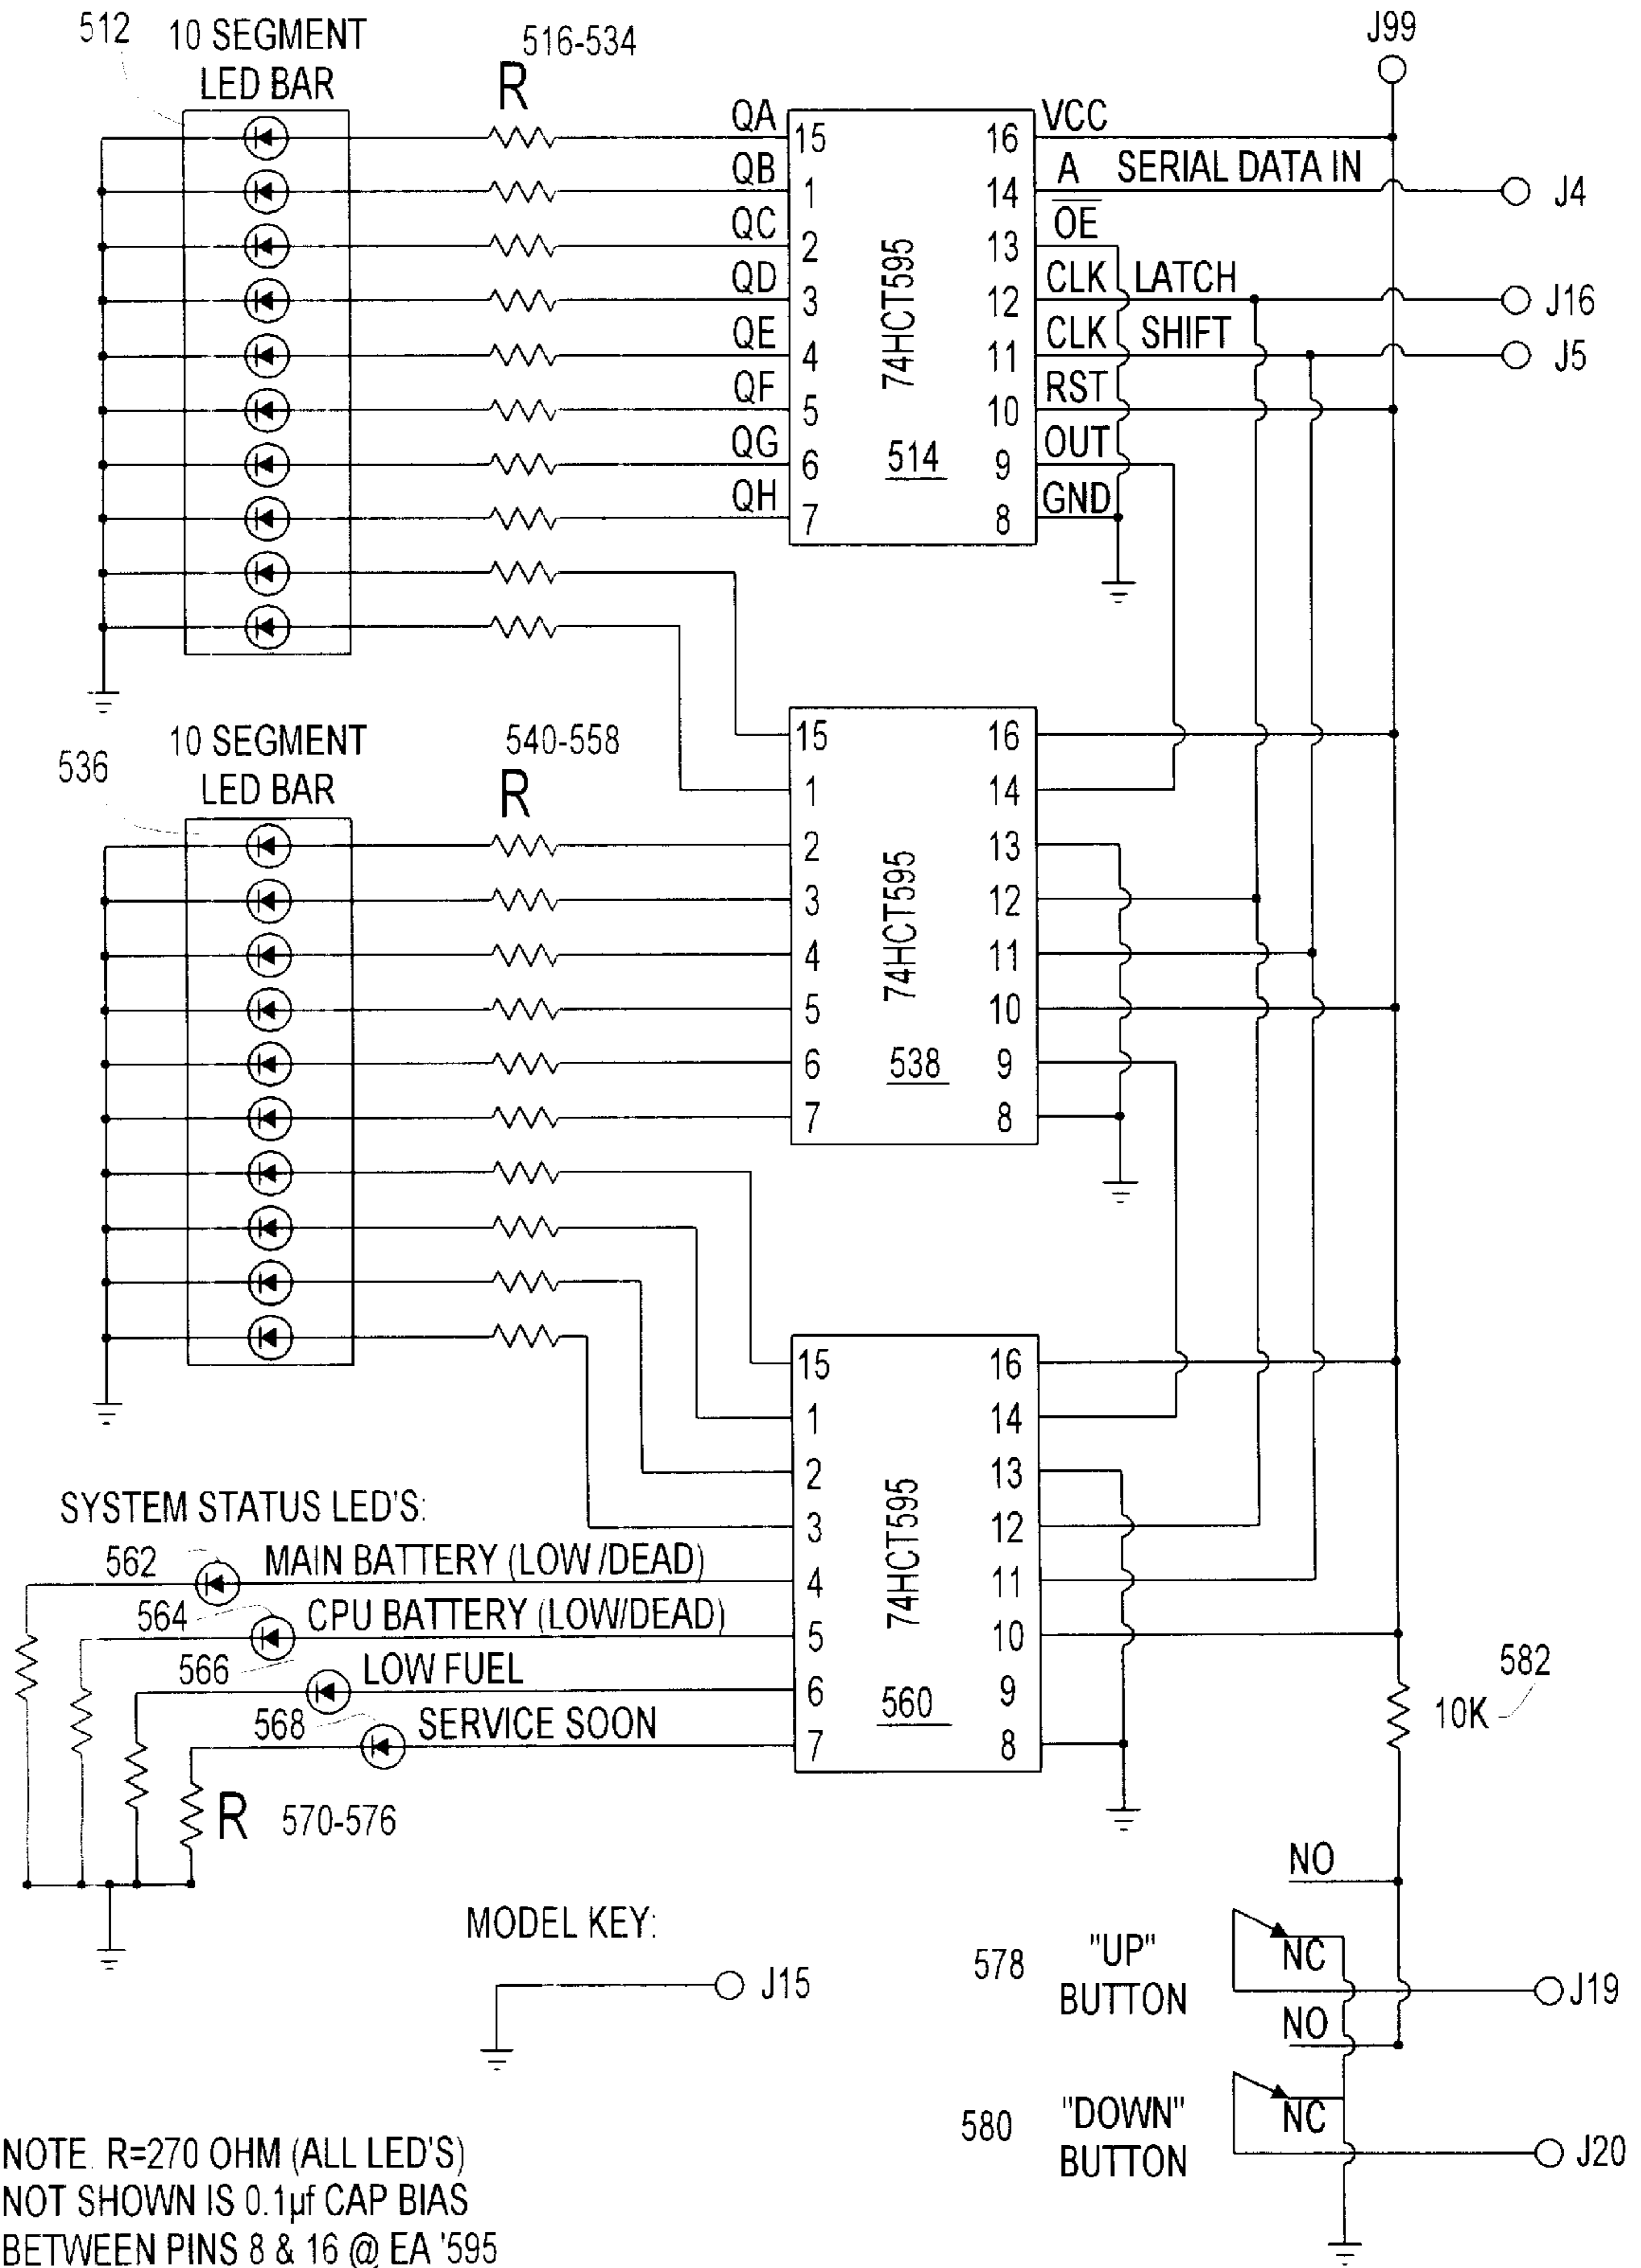 512 10 SEGMENT
LED BAR
516-534
R
J99
QA 15 16 VCC
QB 1 14 A SERIAL DATA IN J4
QC 2 13 OE
QD 3 12 CLK LATCH J16
QE 4 11 CLK SHIFT J5
QF 5 10 RST
QG 6 9 OUT
QH 7 8 GND
74HCT595
514
10 SEGMENT
LED BAR
536
540-558
R
15 16
1 14
2 13
3 12
4 11
5 10
6 9
7 8
74HCT595
538
15 16
1 14
2 13
3 12
4 11
5 10
6 9
7 8
74HCT595
560
SYSTEM STATUS LED'S:
562 MAIN BATTERY (LOW /DEAD)
564 CPU BATTERY (LOW/DEAD)
566 LOW FUEL
568 SERVICE SOON
R 570-576
582
10K
MODEL KEY:
J15
NO
578 "UP"
BUTTON
NC
J19
NO
580 "DOWN"
BUTTON
NC
J20
NOTE. R=270 OHM (ALL LED'S)
NOT SHOWN IS 0.1µf CAP BIAS
BETWEEN PINS 8 & 16 @ EA '595